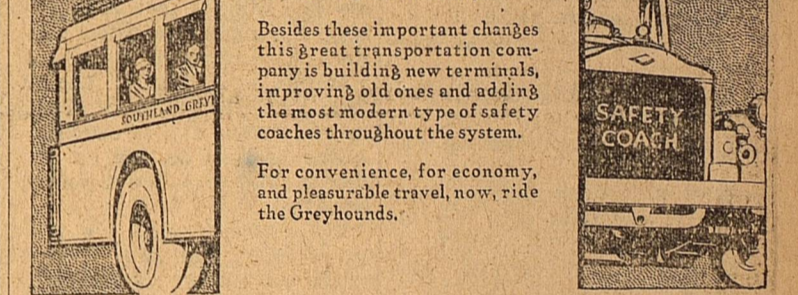 Besides these important changes
this great transportation com-
pany is building new terminals,
improving old ones and adding
the most modern type of safety
coaches throughout the system.
For convenience, for economy,
and pleasurable travel, now, ride
the Greyhounds.
SOUTHLAND GREY
SAFETY
COACH